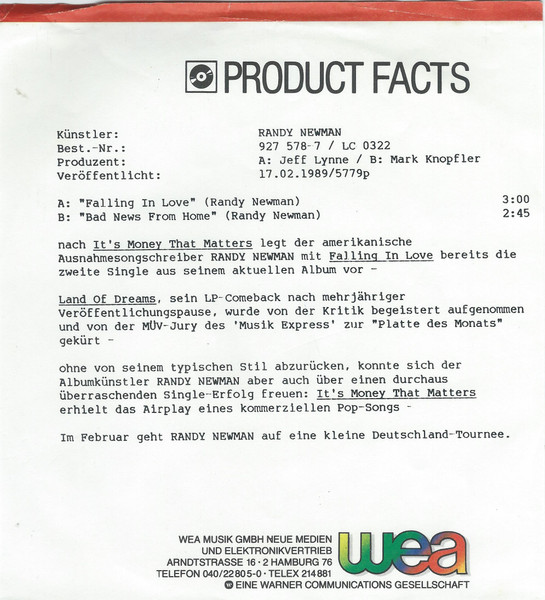 PRODUCT FACTS
Künstler: RANDY NEWMAN
Best.-Nr.: 927 578-7 / LC 0322
Produzent: A: Jeff Lynne / B: Mark Knopfler
Veröffentlicht: 17.02.1989/5779p
A: "Falling In Love" (Randy Newman) 3:00
B: "Bad News From Home" (Randy Newman) 2:45
nach It's Money That Matters legt der amerikanische
Ausnahmesongschreiber RANDY NEWMAN mit Falling In Love bereits die
zweite Single aus seinem aktuellen Album vor -
Land Of Dreams, sein LP-Comeback nach mehrjähriger
Veröffentlichungspause, wurde von der Kritik begeistert aufgenommen
und von der MÜV-Jury des 'Musik Express' zur "Platte des Monats"
gekürt -
ohne von seinem typischen Stil abzurücken, konnte sich der
Albumkünstler RANDY NEWMAN aber auch über einen durchaus
überraschenden Single-Erfolg freuen: It's Money That Matters
erhielt das Airplay eines kommerziellen Pop-Songs -
Im Februar geht RANDY NEWMAN auf eine kleine Deutschland-Tournee.
WEA MUSIK GMBH NEUE MEDIEN
UND ELEKTRONIKVERTRIEB
ARNDTSTRASSE 16 · 2 HAMBURG 76
TELEFON 040/22805-0 · TELEX 214881
wea
EINE WARNER COMMUNICATIONS GESELLSCHAFT